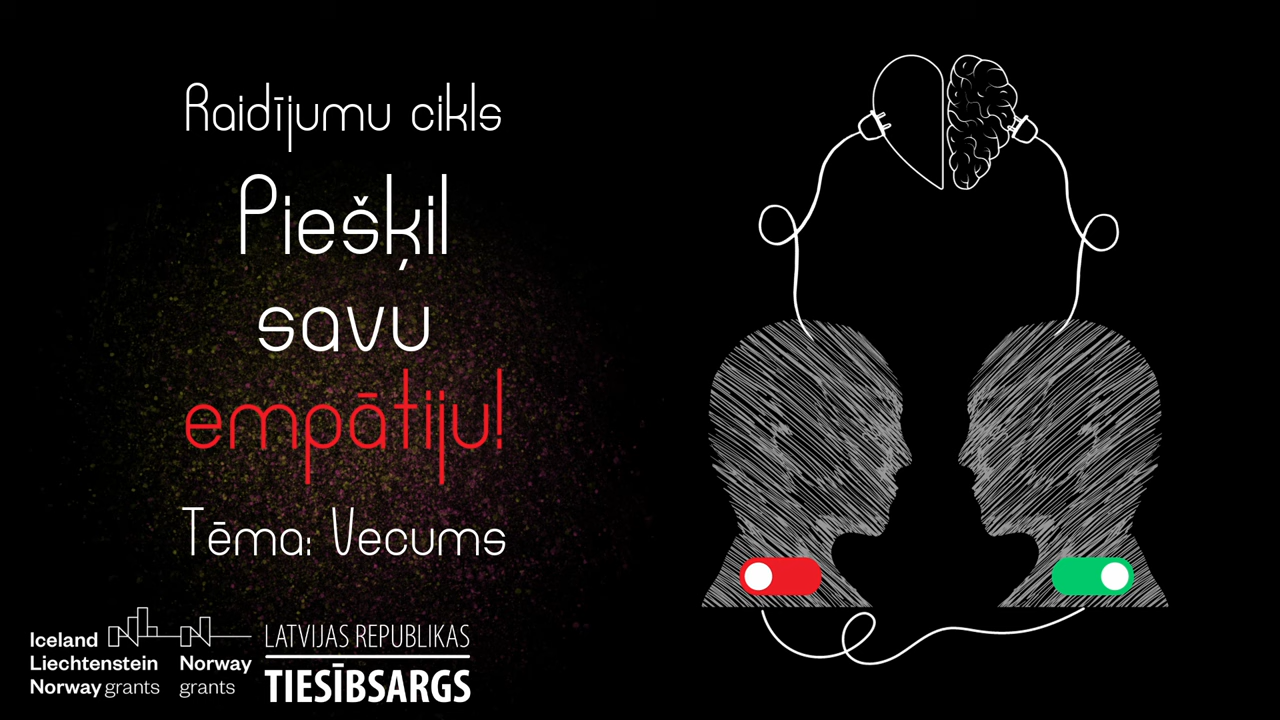 Raidījumu cikls
Piešķil
savu
empātiju!
Tēma: Vecums
Iceland
Liechtenstein
Norway grants
Norway
grants
LATVIJAS REPUBLIKAS
TIESĪBSARGS